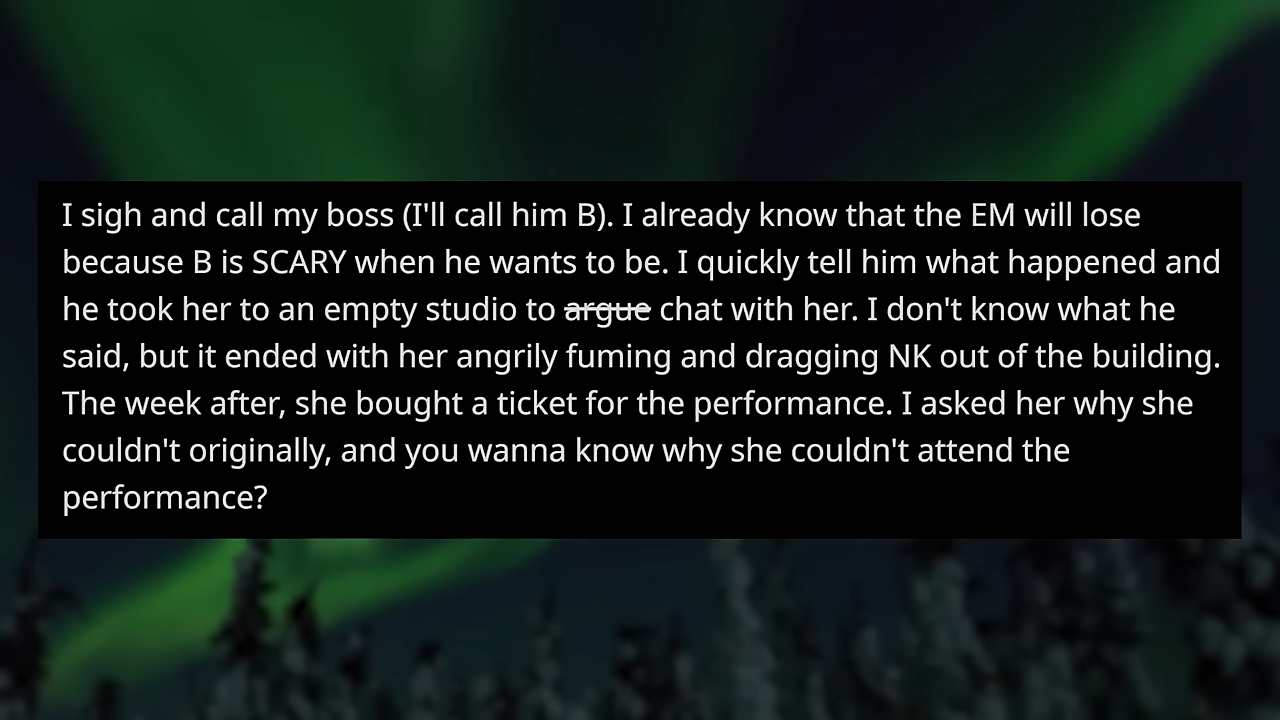 I sigh and call my boss (I'll call him B). I already know that the EM will lose
because B is SCARY when he wants to be. I quickly tell him what happened and
he took her to an empty studio to argue chat with her. I don't know what he
said, but it ended with her angrily fuming and dragging NK out of the building.
The week after, she bought a ticket for the performance. I asked her why she
couldn't originally, and you wanna know why she couldn't attend the
performance?